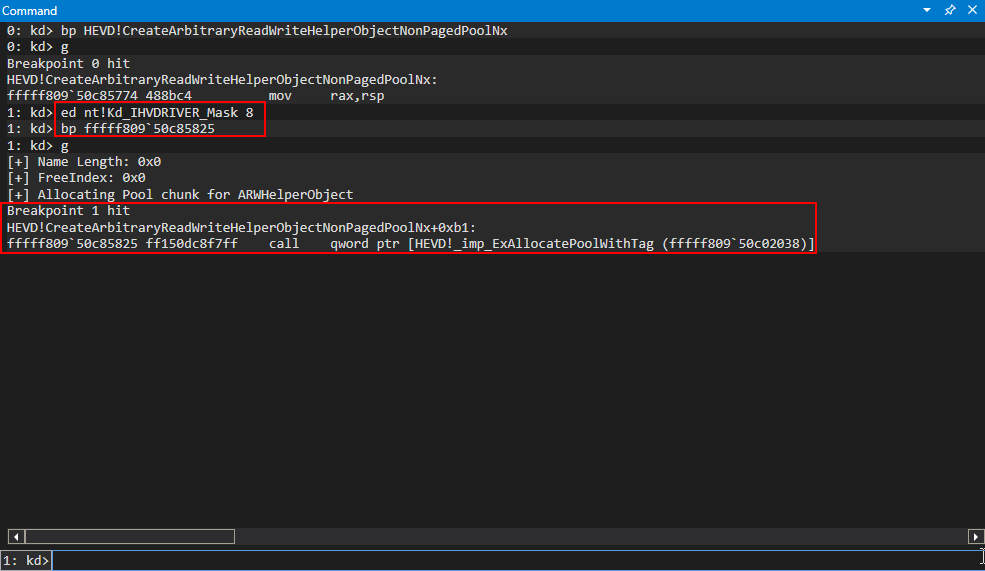 Command
0: kd> bp HEVD!CreateArbitraryReadWriteHelperObjectNonPagedPoolNx
0: kd> g
Breakpoint 0 hit
HEVD!CreateArbitraryReadWriteHelperObjectNonPagedPoolNx:
fffff809`50c85774 488bc4          mov     rax,rsp
1: kd> ed nt!Kd_IHVDRIVER_Mask 8
1: kd> bp fffff809`50c85825
1: kd> g
[+] Name Length: 0x0
[+] FreeIndex: 0x0
[+] Allocating Pool chunk for ARWHelperObject
Breakpoint 1 hit
HEVD!CreateArbitraryReadWriteHelperObjectNonPagedPoolNx+0xb1:
fffff809`50c85825 ff150dc8f7ff    call    qword ptr [HEVD!_imp_ExAllocatePoolWithTag (fffff809`50c02038)]
1: kd>